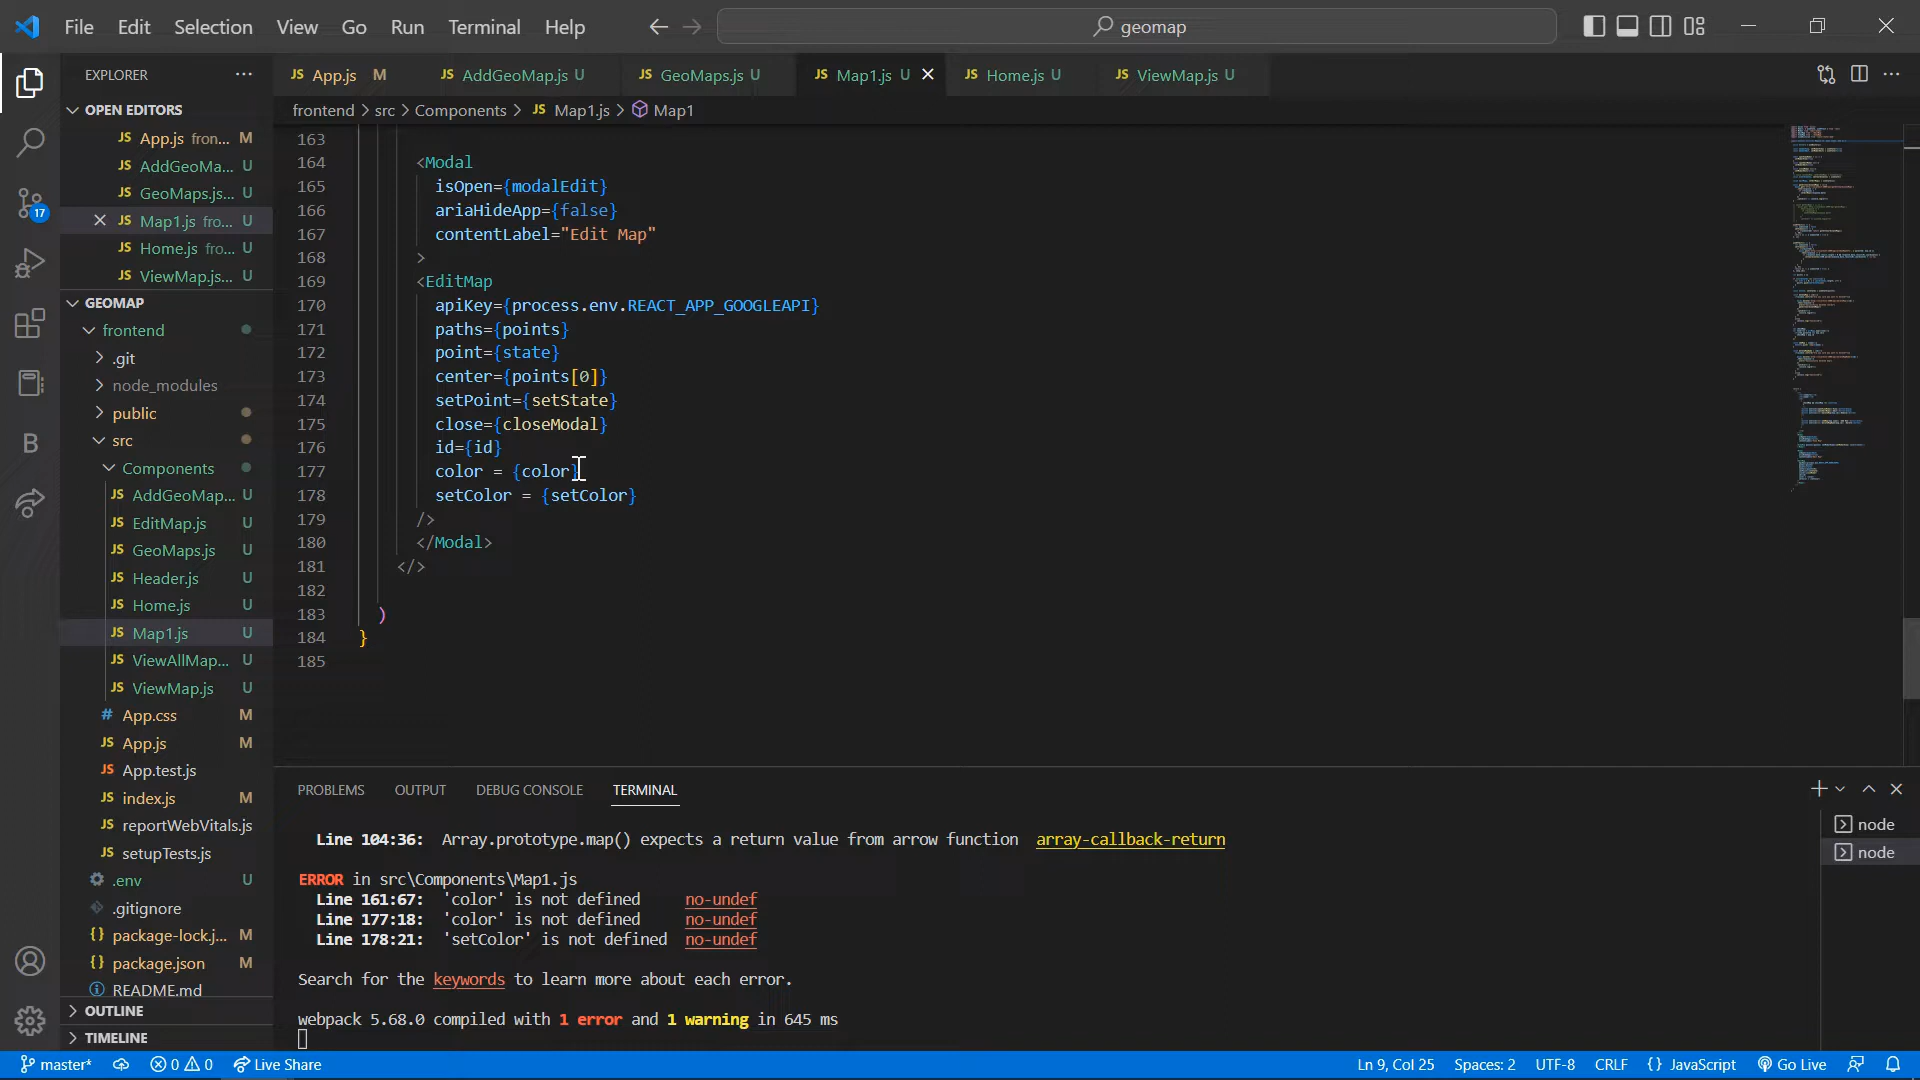 File Edit Selection View Go Run Terminal Help
geomap
EXPLORER
OPEN EDITORS
JS App.js fron... M
JS AddGeoMa... U
JS GeoMaps.js... U
JS Map1.js fro... U
JS Home.js fro... U
JS ViewMap.js... U
GEOMAP
frontend
.git
node_modules
public
src
Components
JS AddGeoMap... U
JS EditMap.js U
JS GeoMaps.js U
JS Header.js U
JS Home.js U
JS Map1.js U
JS ViewAllMap... U
JS ViewMap.js U
# App.css M
JS App.js M
JS App.test.js
JS index.js M
JS reportWebVitals.js
JS setupTests.js
.env U
.gitignore
{} package-lock.j... M
{} package.json M
README.md
OUTLINE
TIMELINE
17
JS App.js M JS AddGeoMap.js U JS GeoMaps.js U JS Map1.js U JS Home.js U JS ViewMap.js U
frontend > src > Components > JS Map1.js > Map1
163
164 <Modal
165 isOpen={modalEdit}
166 ariaHideApp={false}
167 contentLabel="Edit Map"
168 >
169 <EditMap
170 apiKey={process.env.REACT_APP_GOOGLEAPI}
171 paths={points}
172 point={state}
173 center={points[0]}
174 setPoint={setState}
175 close={closeModal}
176 id={id}
177 color = {color}
178 setColor = {setColor}
179 />
180 </Modal>
181 </>
182
183 )
184 }
185
PROBLEMS OUTPUT DEBUG CONSOLE TERMINAL
node
node
Line 104:36: Array.prototype.map() expects a return value from arrow function array-callback-return
ERROR in src\Components\Map1.js
Line 161:67: 'color' is not defined no-undef
Line 177:18: 'color' is not defined no-undef
Line 178:21: 'setColor' is not defined no-undef
Search for the keywords to learn more about each error.
webpack 5.68.0 compiled with 1 error and 1 warning in 645 ms
master* 0 0 Live Share Ln 9, Col 25 Spaces: 2 UTF-8 CRLF {} JavaScript Go Live